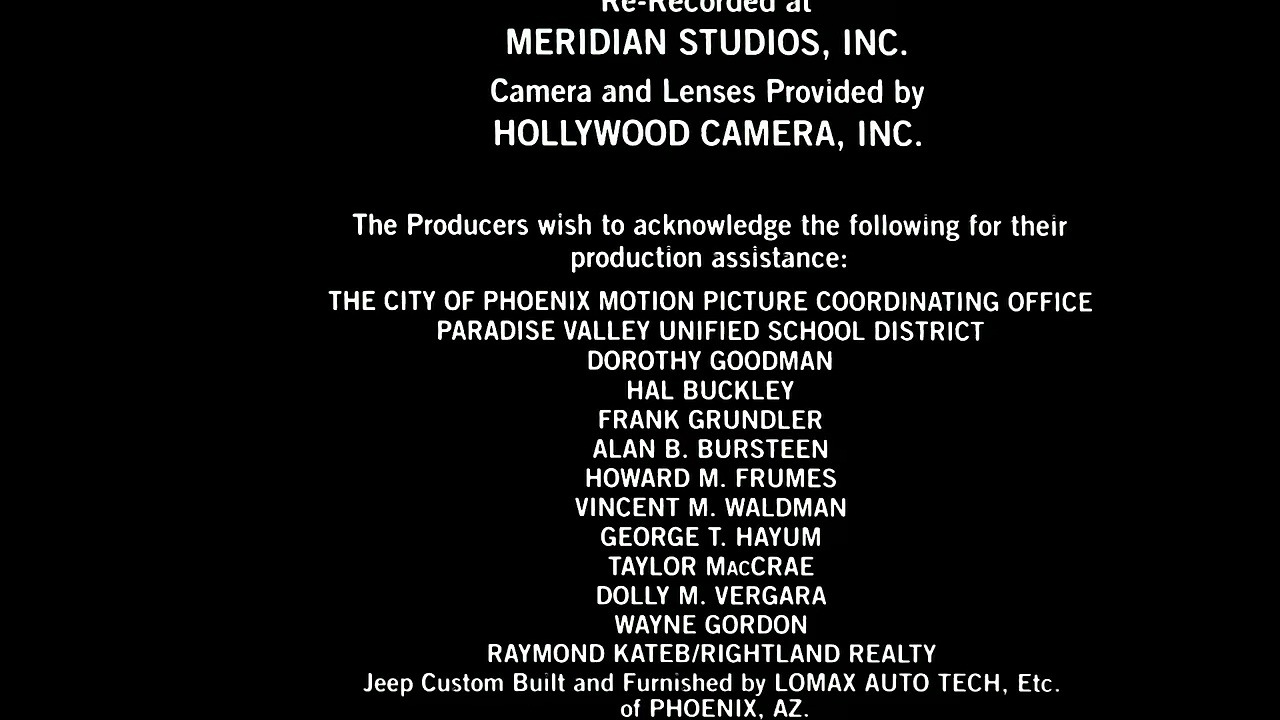 Re-Recorded at
MERIDIAN STUDIOS, INC.
Camera and Lenses Provided by
HOLLYWOOD CAMERA, INC.
The Producers wish to acknowledge the following for their
production assistance:
THE CITY OF PHOENIX MOTION PICTURE COORDINATING OFFICE
PARADISE VALLEY UNIFIED SCHOOL DISTRICT
DOROTHY GOODMAN
HAL BUCKLEY
FRANK GRUNDLER
ALAN B. BURSTEEN
HOWARD M. FRUMES
VINCENT M. WALDMAN
GEORGE T. HAYUM
TAYLOR MacCRAE
DOLLY M. VERGARA
WAYNE GORDON
RAYMOND KATEB/RIGHTLAND REALTY
Jeep Custom Built and Furnished by LOMAX AUTO TECH, Etc.
of PHOENIX, AZ.